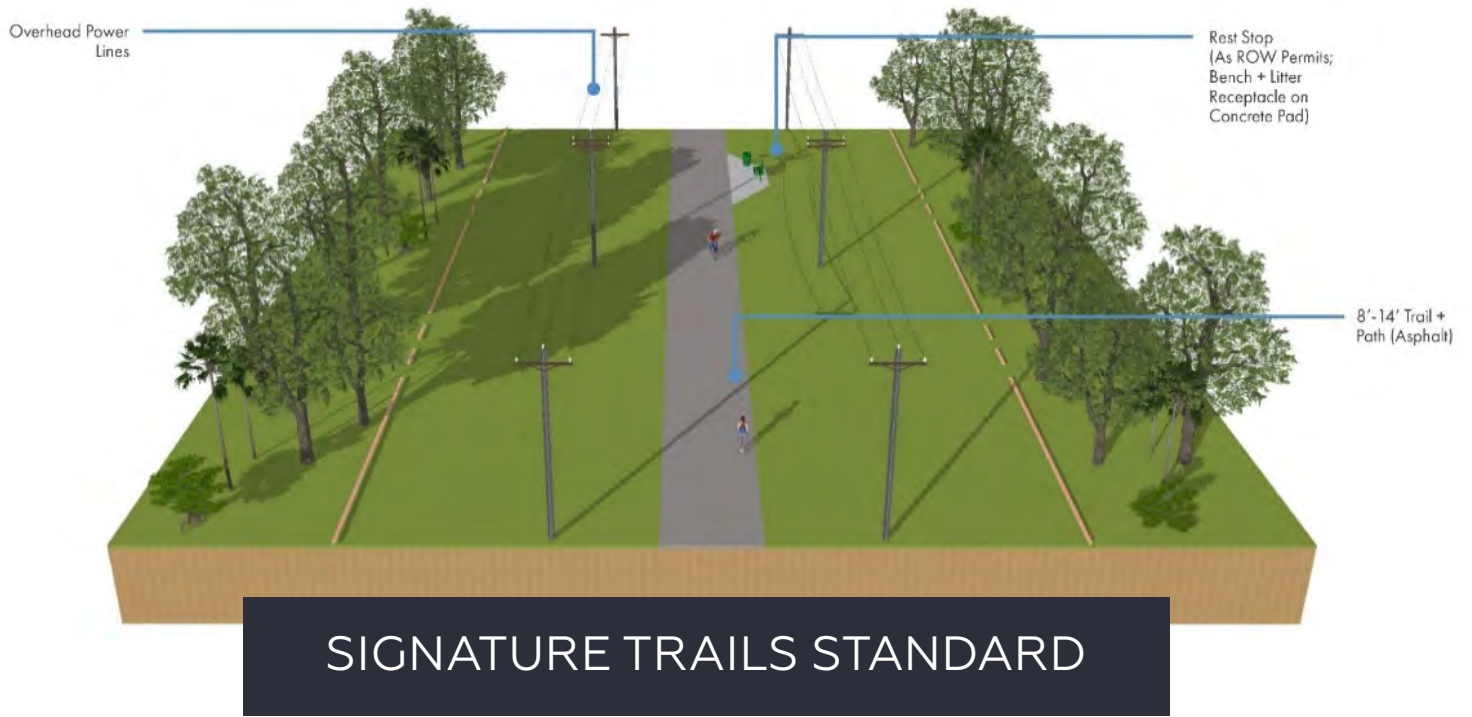 Overhead Power
Lines
Rest Stop
(As ROW Permits;
Bench + Litter
Receptacle on
Concrete Pad)
8'-14' Trail +
Path (Asphalt)
SIGNATURE TRAILS STANDARD